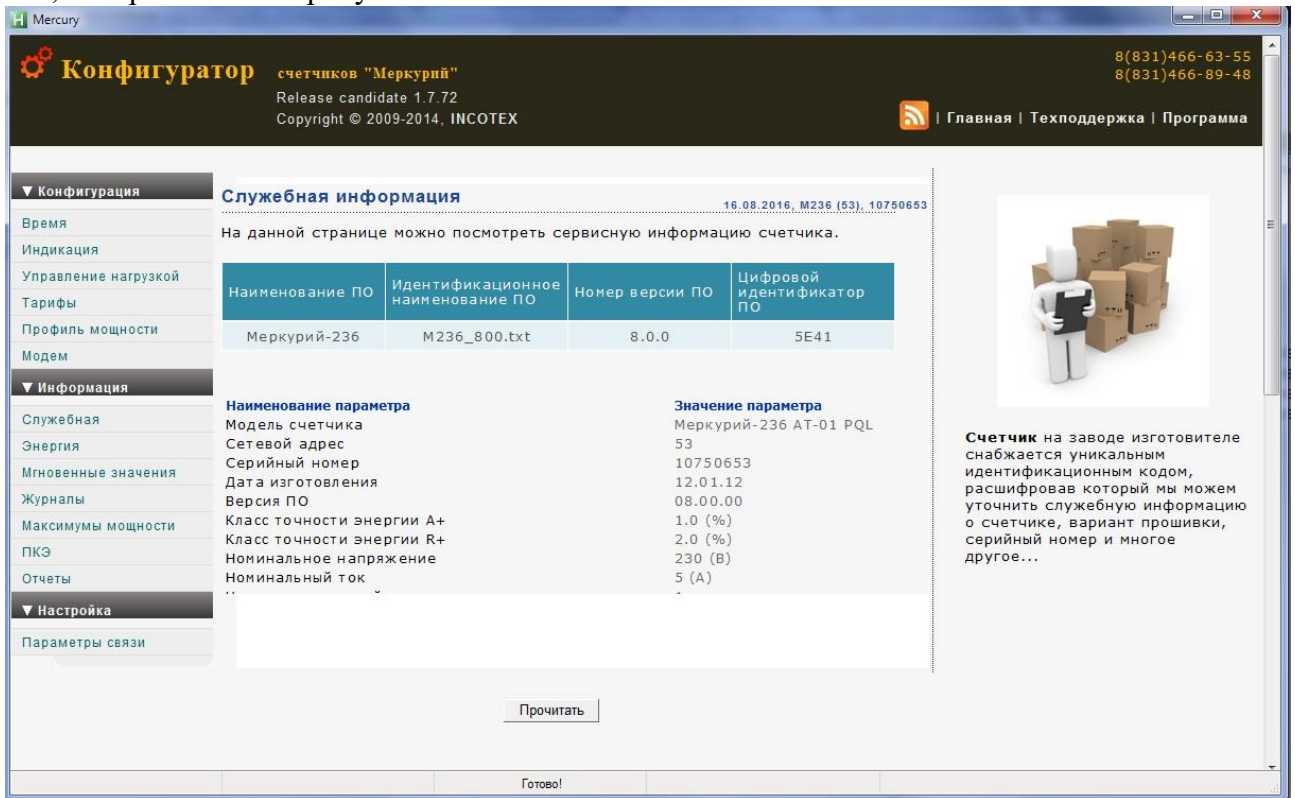 Mercury
Конфигуратор счетчиков "Меркурий"
Release candidate 1.7.72
Copyright © 2009-2014, INCOTEX
8(831)466-63-55
8(831)466-89-48
| Главная | Техподдержка | Программа
▼ Конфигурация
Время
Индикация
Управление нагрузкой
Тарифы
Профиль мощности
Модем
▼ Информация
Служебная
Энергия
Мгновенные значения
Журналы
Максимумы мощности
ПКЭ
Отчеты
▼ Настройка
Параметры связи
Служебная информация
16.08.2016, M236 (53), 10750653
На данной странице можно посмотреть сервисную информацию счетчика.
Наименование ПО
Идентификационное
наименование ПО
Номер версии ПО
Цифровой
идентификатор
ПО
Меркурий-236 M236_800.txt 8.0.0 5E41
Наименование параметра Значение параметра
Модель счетчика Меркурий-236 AT-01 PQL
Сетевой адрес 53
Серийный номер 10750653
Дата изготовления 12.01.12
Версия ПО 08.00.00
Класс точности энергии A+ 1.0 (%)
Класс точности энергии R+ 2.0 (%)
Номинальное напряжение 230 (В)
Номинальный ток 5 (А)
Счетчик на заводе изготовителе
снабжается уникальным
идентификационным кодом,
расшифровав который мы можем
уточнить служебную информацию
о счетчике, вариант прошивки,
серийный номер и многое
другое...
Прочитать
Готово!